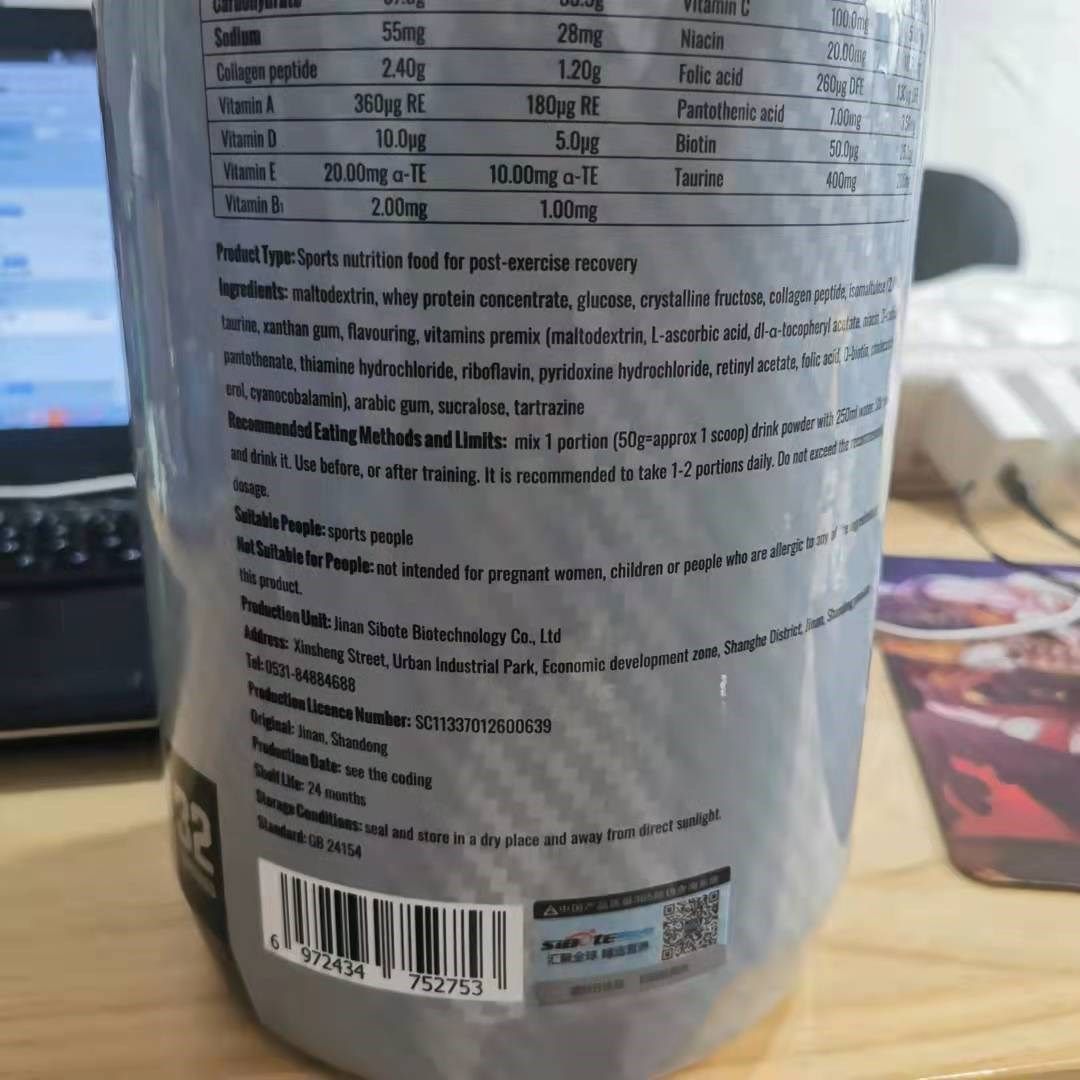 Sodium 55mg 28mg Niacin 20.00mg
Collagen peptide 2.40g 1.20g Folic acid 260µg DFE
Vitamin A 360µg RE 180µg RE Pantothenic acid 7.00mg
Vitamin D 10.0µg 5.0µg Biotin 50.0µg
Vitamin E 20.00mg α-TE 10.00mg α-TE Taurine 400mg
Vitamin B₁ 2.00mg 1.00mg
Product Type: Sports nutrition food for post-exercise recovery
Ingredients: maltodextrin, whey protein concentrate, glucose, crystalline fructose, collagen peptide, isomaltulose
taurine, xanthan gum, flavouring, vitamins premix (maltodextrin, L-ascorbic acid, dl-α-tocopheryl acetate, niacin
pantothenate, thiamine hydrochloride, riboflavin, pyridoxine hydrochloride, retinyl acetate, folic acid, D-biotin,
erol, cyanocobalamin), arabic gum, sucralose, tartrazine
Recommended Eating Methods and Limits: mix 1 portion (50g=approx 1 scoop) drink powder with 250ml water
and drink it. Use before, or after training. It is recommended to take 1-2 portions daily. Do not exceed the
dosage.
Suitable People: sports people
Not Suitable for People: not intended for pregnant women, children or people who are allergic to any of
this product.
Production Unit: Jinan Sibote Biotechnology Co., Ltd
Address: Xinsheng Street, Urban Industrial Park, Economic development zone, Shanghe District, Jinan,
Tel: 0531-84884688
Production Licence Number: SC11337012600639
Original: Jinan, Shandong
Production Date: see the coding
Shelf Life: 24 months
Storage Conditions: seal and store in a dry place and away from direct sunlight.
Standard: GB 24154
32
6 972434 752753